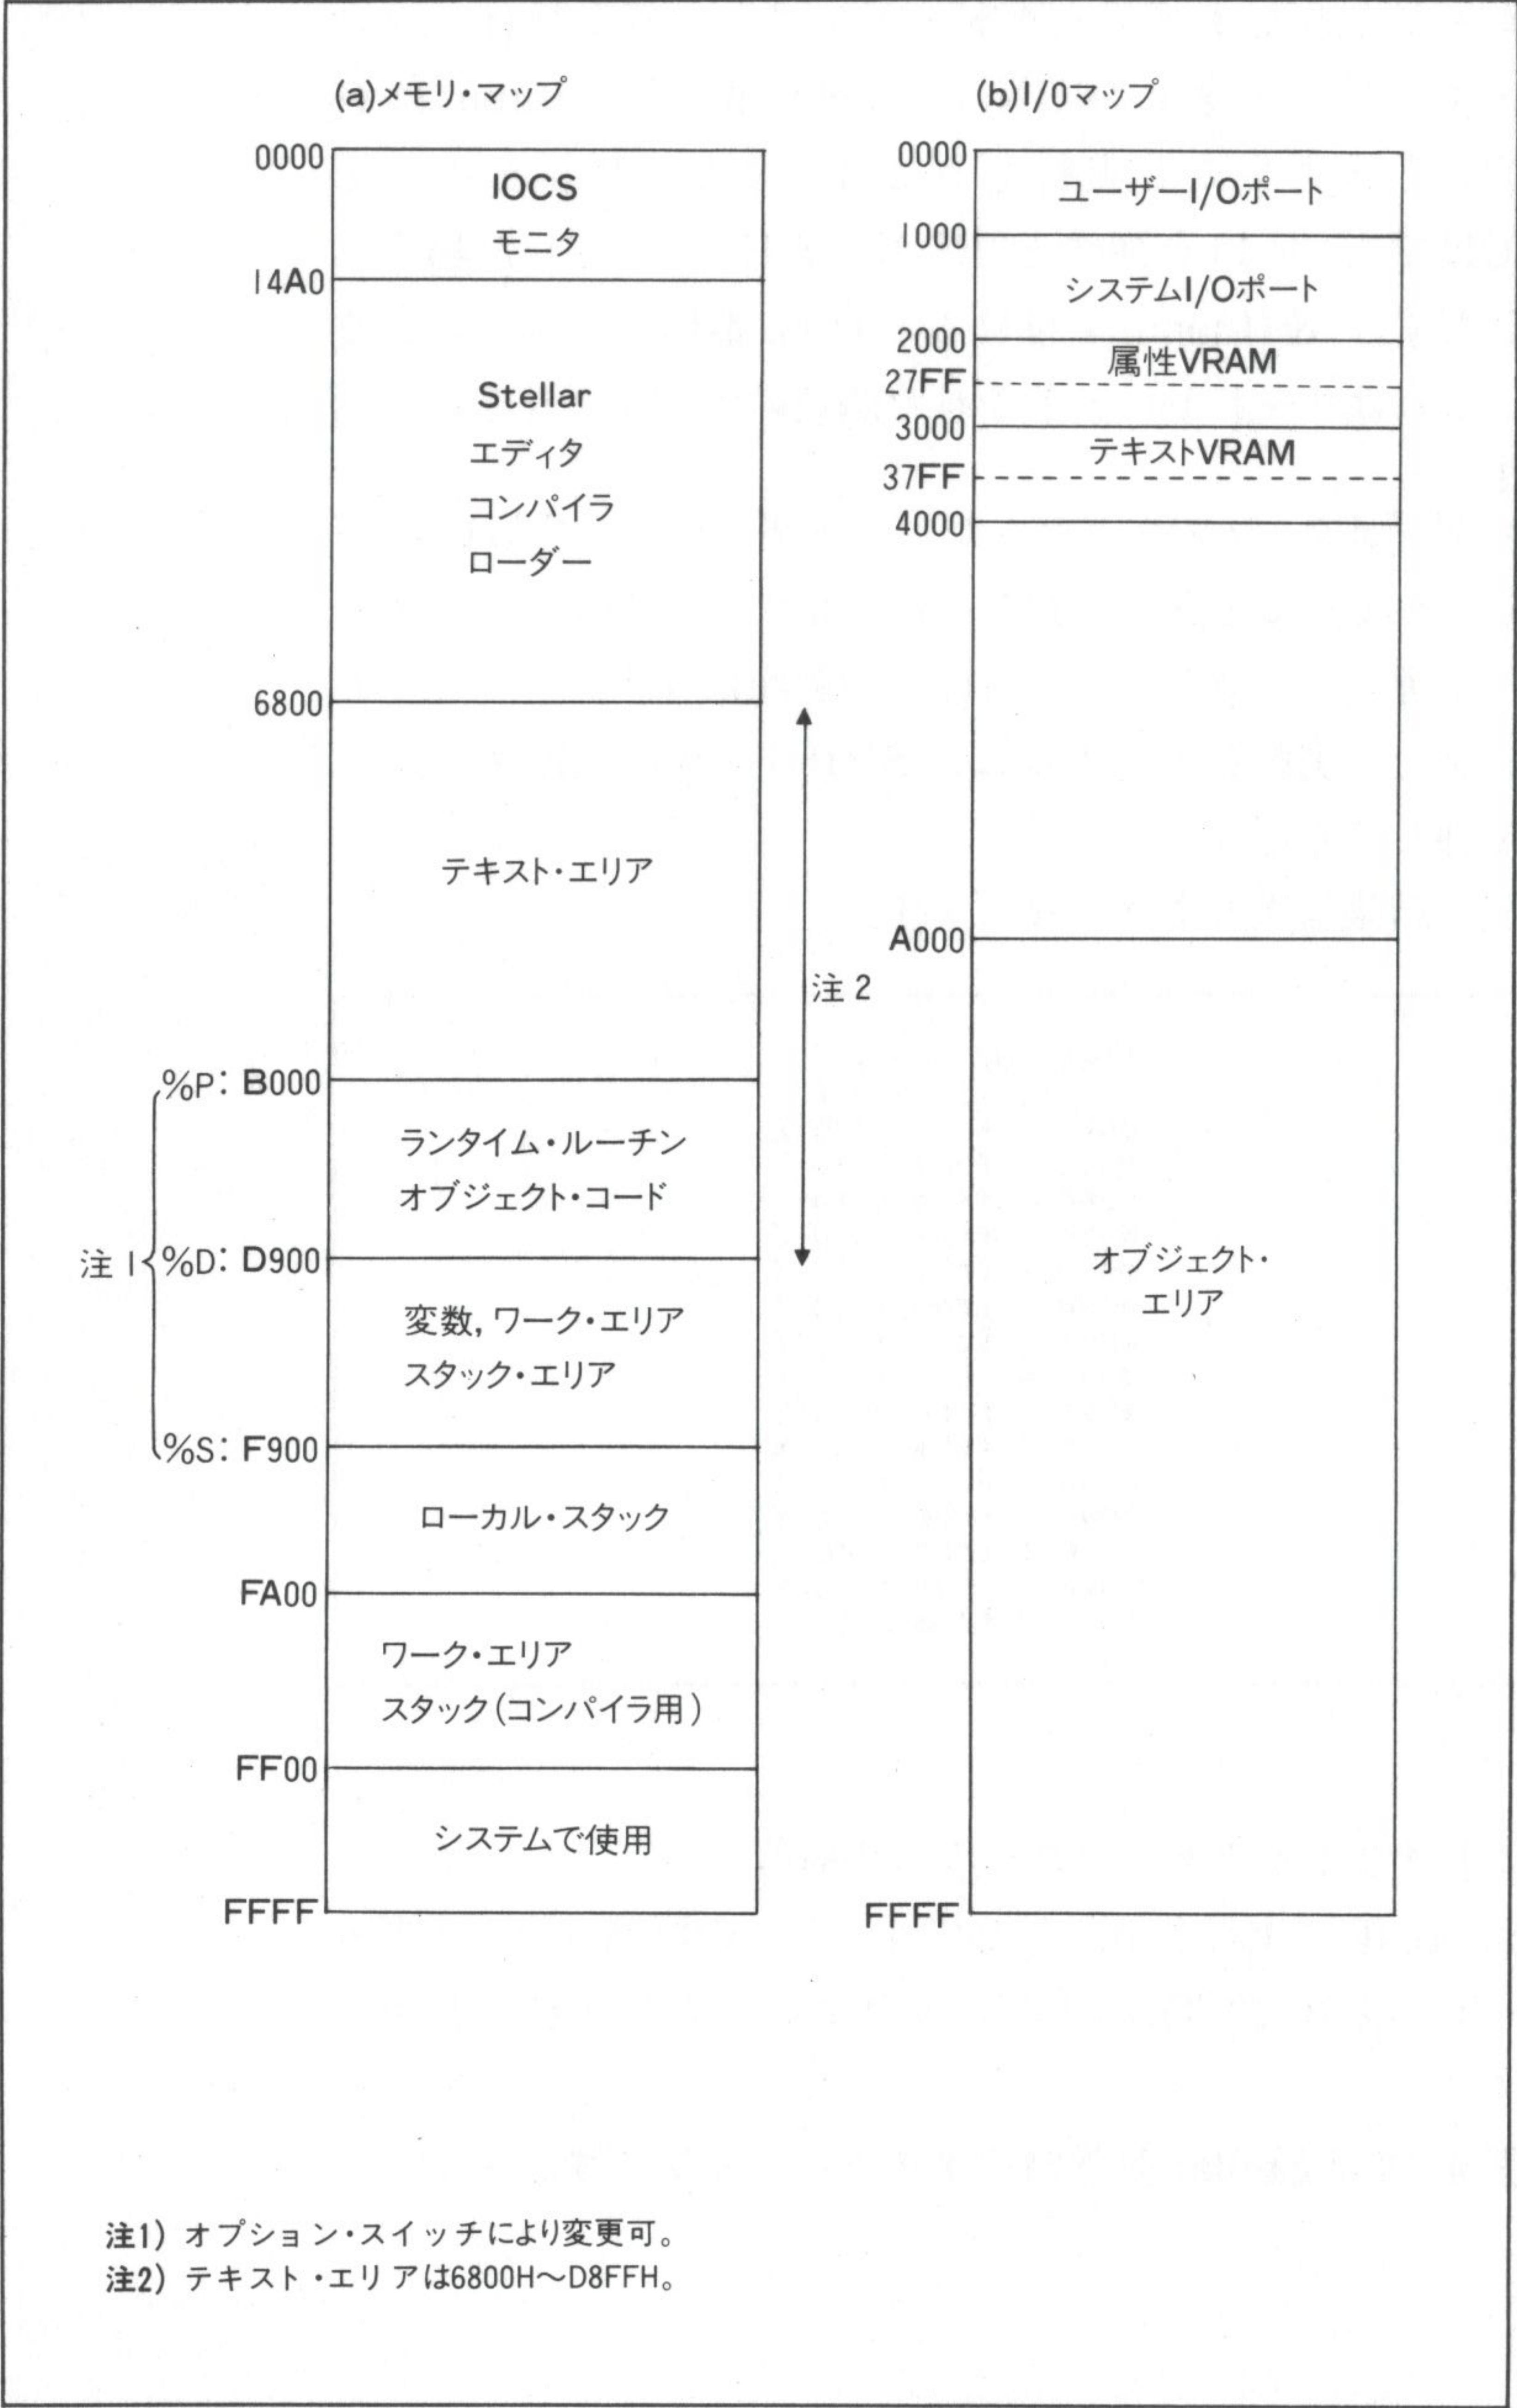 (a)メモリ・マップ
0000
IOCS
モニタ
14A0
Stellar
エディタ
コンパイラ
ローダー
6800
テキスト・エリア
注2
%P: B000
ランタイム・ルーチン
オブジェクト・コード
注1 %D: D900
変数, ワーク・エリア
スタック・エリア
%S: F900
ローカル・スタック
FA00
ワーク・エリア
スタック(コンパイラ用)
FF00
システムで使用
FFFF
(b)I/Oマップ
0000
ユーザーI/Oポート
1000
システムI/Oポート
2000
属性VRAM
27FF
3000
テキストVRAM
37FF
4000
A000
オブジェクト・
エリア
FFFF
注1) オプション・スイッチにより変更可。
注2) テキスト・エリアは6800H〜D8FFH。